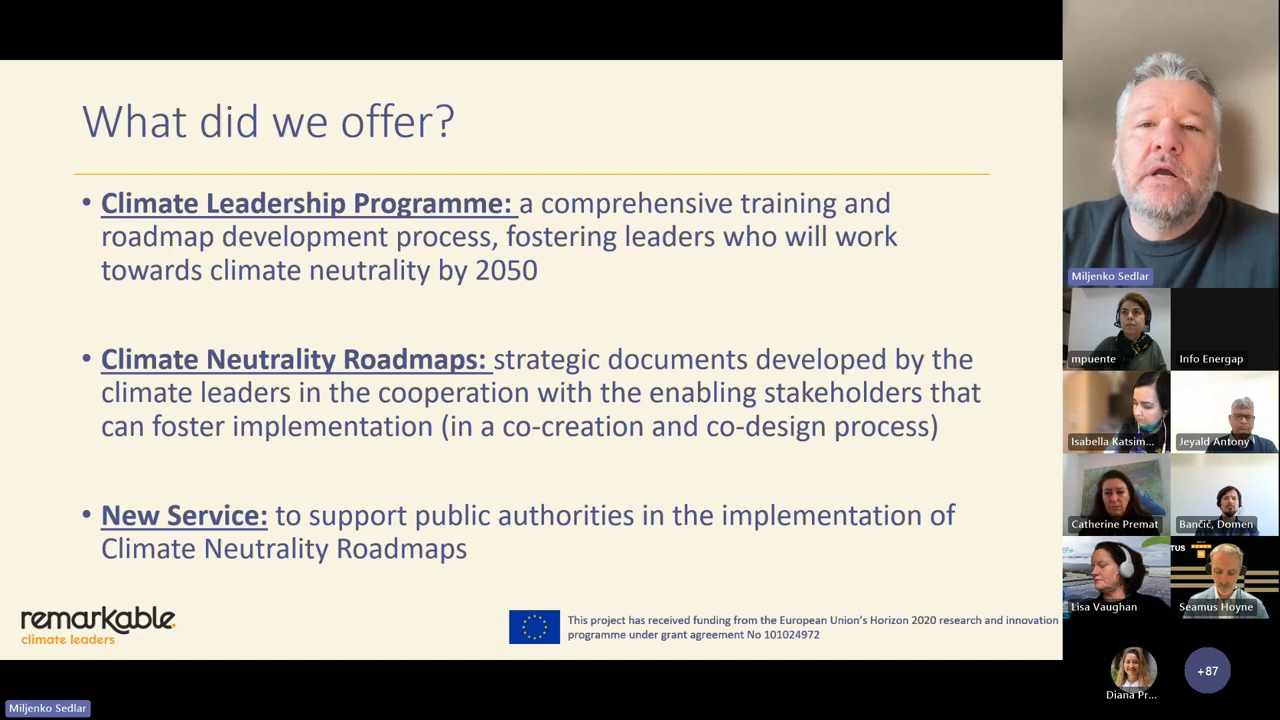 What did we offer?
• Climate Leadership Programme: a comprehensive training and
roadmap development process, fostering leaders who will work
towards climate neutrality by 2050
• Climate Neutrality Roadmaps: strategic documents developed by the
climate leaders in the cooperation with the enabling stakeholders that
can foster implementation (in a co-creation and co-design process)
• New Service: to support public authorities in the implementation of
Climate Neutrality Roadmaps
remarkable
climate leaders
This project has received funding from the European Union's Horizon 2020 research and innovation
programme under grant agreement No 101024972
Miljenko Sedlar
Miljenko Sedlar
mpuente
Info Energap
Isabella Katsim...
Jeyald Antony
Catherine Premat
Bančič, Domen
Lisa Vaughan
TUS
Seamus Hoyne
Diana Pr...
+87